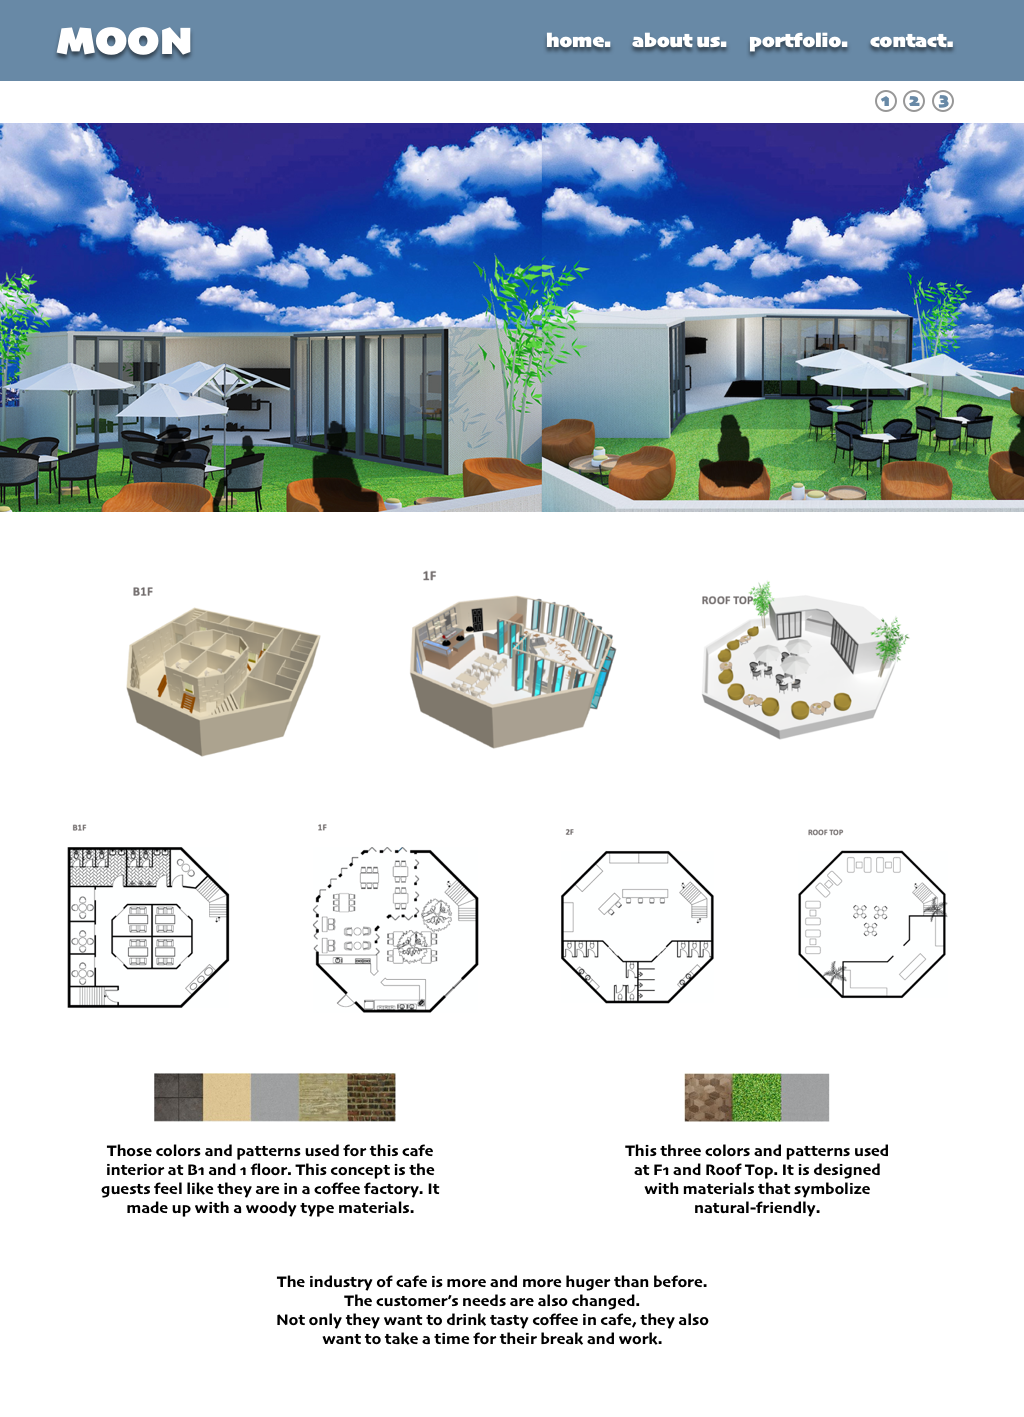 MOON
home. about us. portfolio. contact.
1 2 3
B1F
1F
ROOF TOP
B1F
1F
2F
ROOF TOP
Those colors and patterns used for this cafe
interior at B1 and 1 floor. This concept is the
guests feel like they are in a coffee factory. It
made up with a woody type materials.
This three colors and patterns used
at F1 and Roof Top. It is designed
with materials that symbolize
natural-friendly.
The industry of cafe is more and more huger than before.
The customer's needs are also changed.
Not only they want to drink tasty coffee in cafe, they also
want to take a time for their break and work.